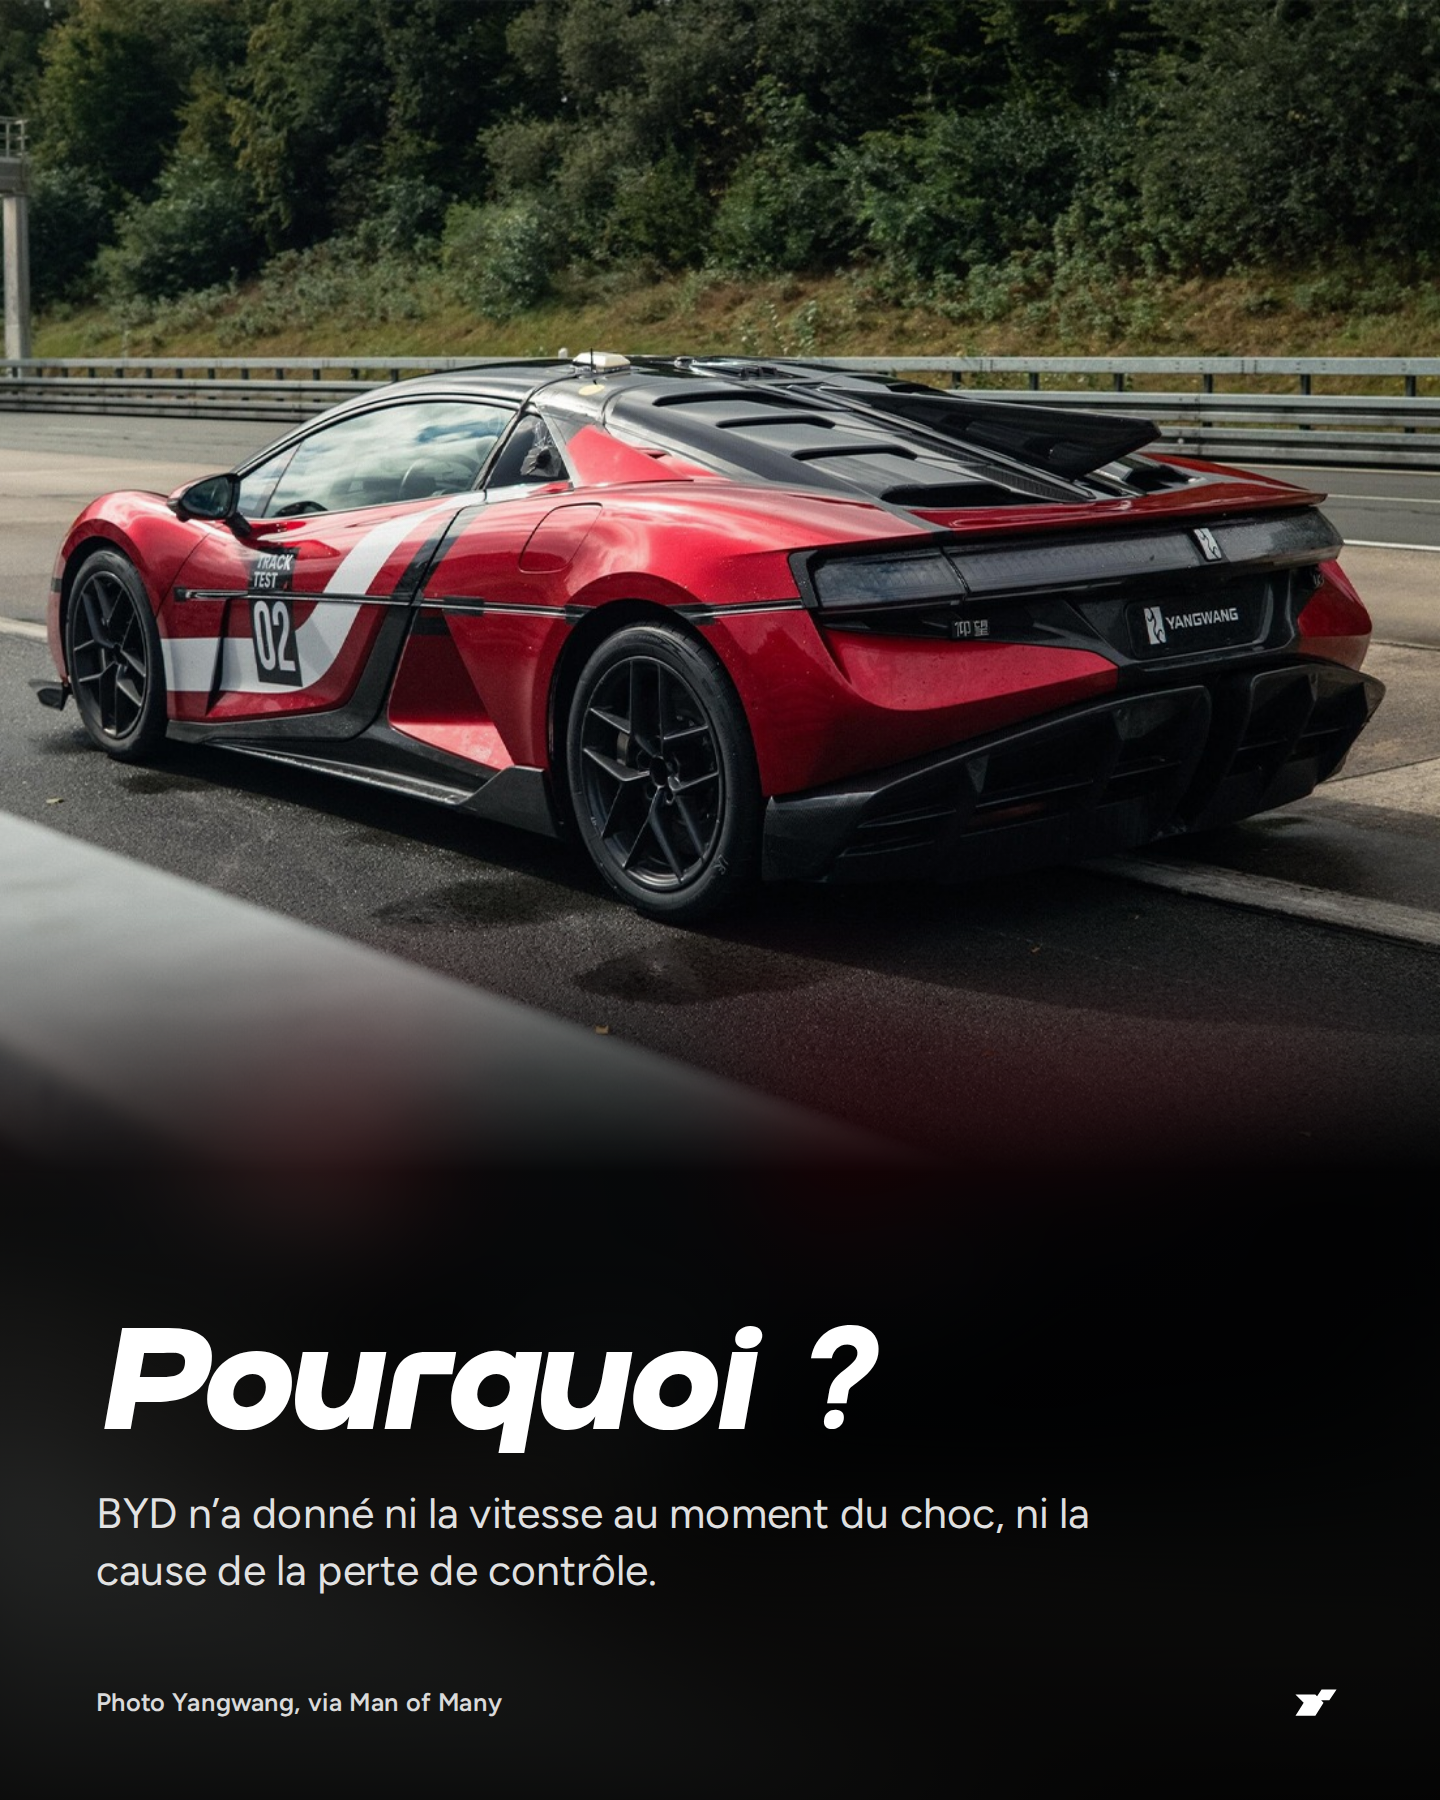 TRACK
TEST
02
仰望
YANGWANG
Pourquoi ?
BYD n’a donné ni la vitesse au moment du choc, ni la
cause de la perte de contrôle.
Photo Yangwang, via Man of Many